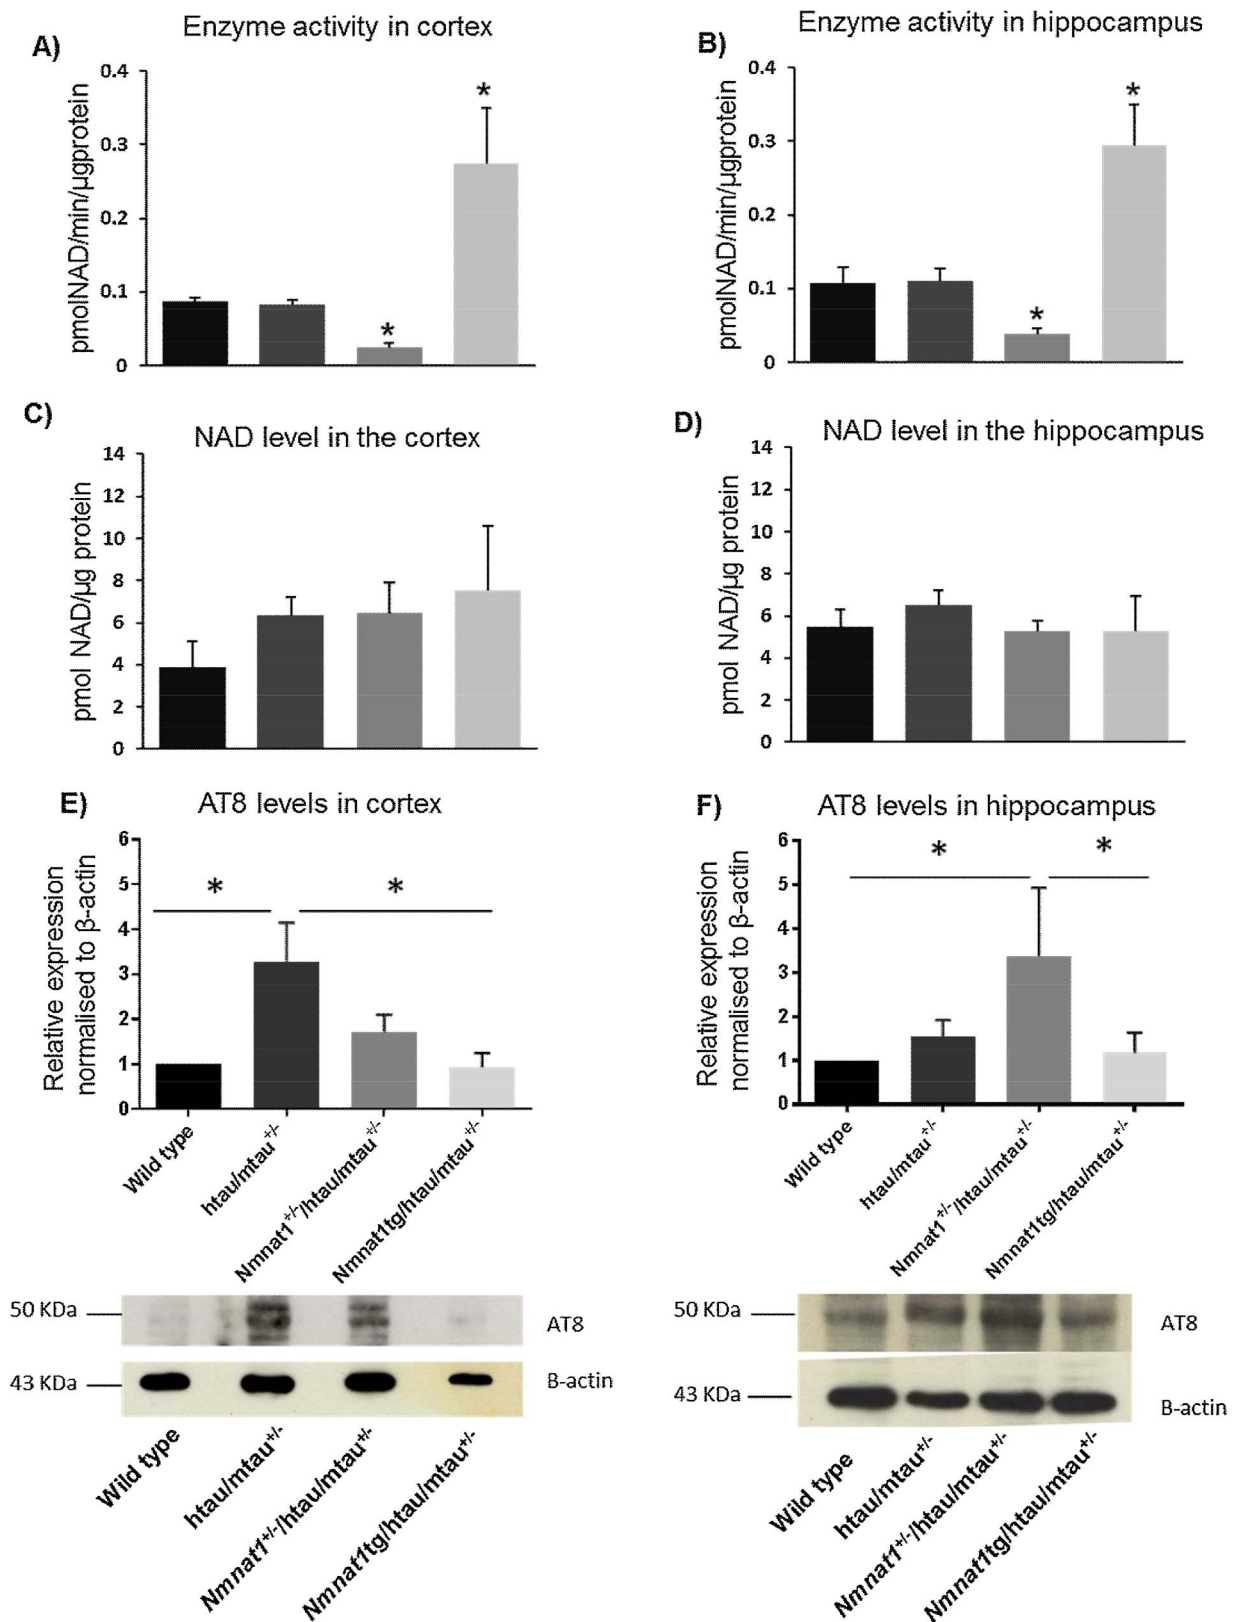 A)
Enzyme activity in cortex
pmolNAD/min/µgprotein
0.4
0.3
0.2
0.1
0
*
*
B)
Enzyme activity in hippocampus
pmolNAD/min/µgprotein
0.4
0.3
0.2
0.1
0
*
*
C)
NAD level in the cortex
pmol NAD/µg protein
14
12
10
8
6
4
2
0
D)
NAD level in the hippocampus
pmol NAD/µg protein
14
12
10
8
6
4
2
0
E)
AT8 levels in cortex
Relative expression
normalised to β-actin
6
5
4
3
2
1
0
*
*
Wild type
htau/mtau+/-
Nmnat1+/-/htau/mtau+/-
Nmnat1tg/htau/mtau+/-
50 KDa
AT8
43 KDa
B-actin
Wild type
htau/mtau+/-
Nmnat1+/-/htau/mtau+/-
Nmnat1tg/htau/mtau+/-
F)
AT8 levels in hippocampus
Relative expression
normalised to β-actin
6
5
4
3
2
1
0
*
*
Wild type
htau/mtau+/-
Nmnat1+/-/htau/mtau+/-
Nmnat1tg/htau/mtau+/-
50 KDa
AT8
43 KDa
B-actin
Wild type
htau/mtau+/-
Nmnat1+/-/htau/mtau+/-
Nmnat1tg/htau/mtau+/-